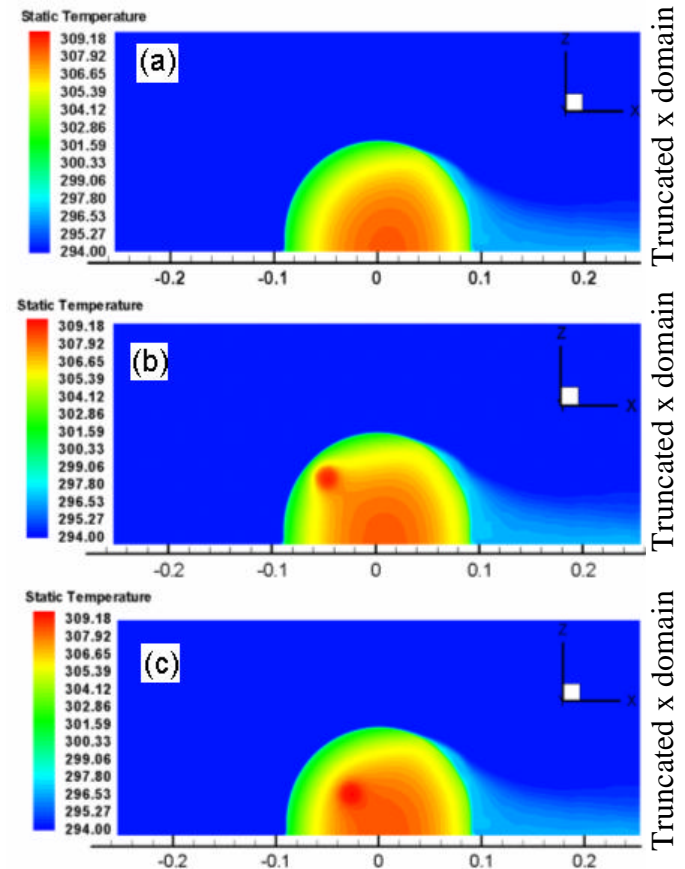 Static Temperature
309.18
307.92
306.65
305.39
304.12
302.86
301.59
300.33
299.06
297.80
296.53
295.27
294.00
(a)
Z
X
Truncated x domain
-0.2 -0.1 0 0.1 0.2
Static Temperature
309.18
307.92
306.65
305.39
304.12
302.86
301.59
300.33
299.06
297.80
296.53
295.27
294.00
(b)
Z
X
Truncated x domain
-0.2 -0.1 0 0.1 0.2
Static Temperature
309.18
307.92
306.65
305.39
304.12
302.86
301.59
300.33
299.06
297.80
296.53
295.27
294.00
(c)
Z
X
Truncated x domain
-0.2 -0.1 0 0.1 0.2